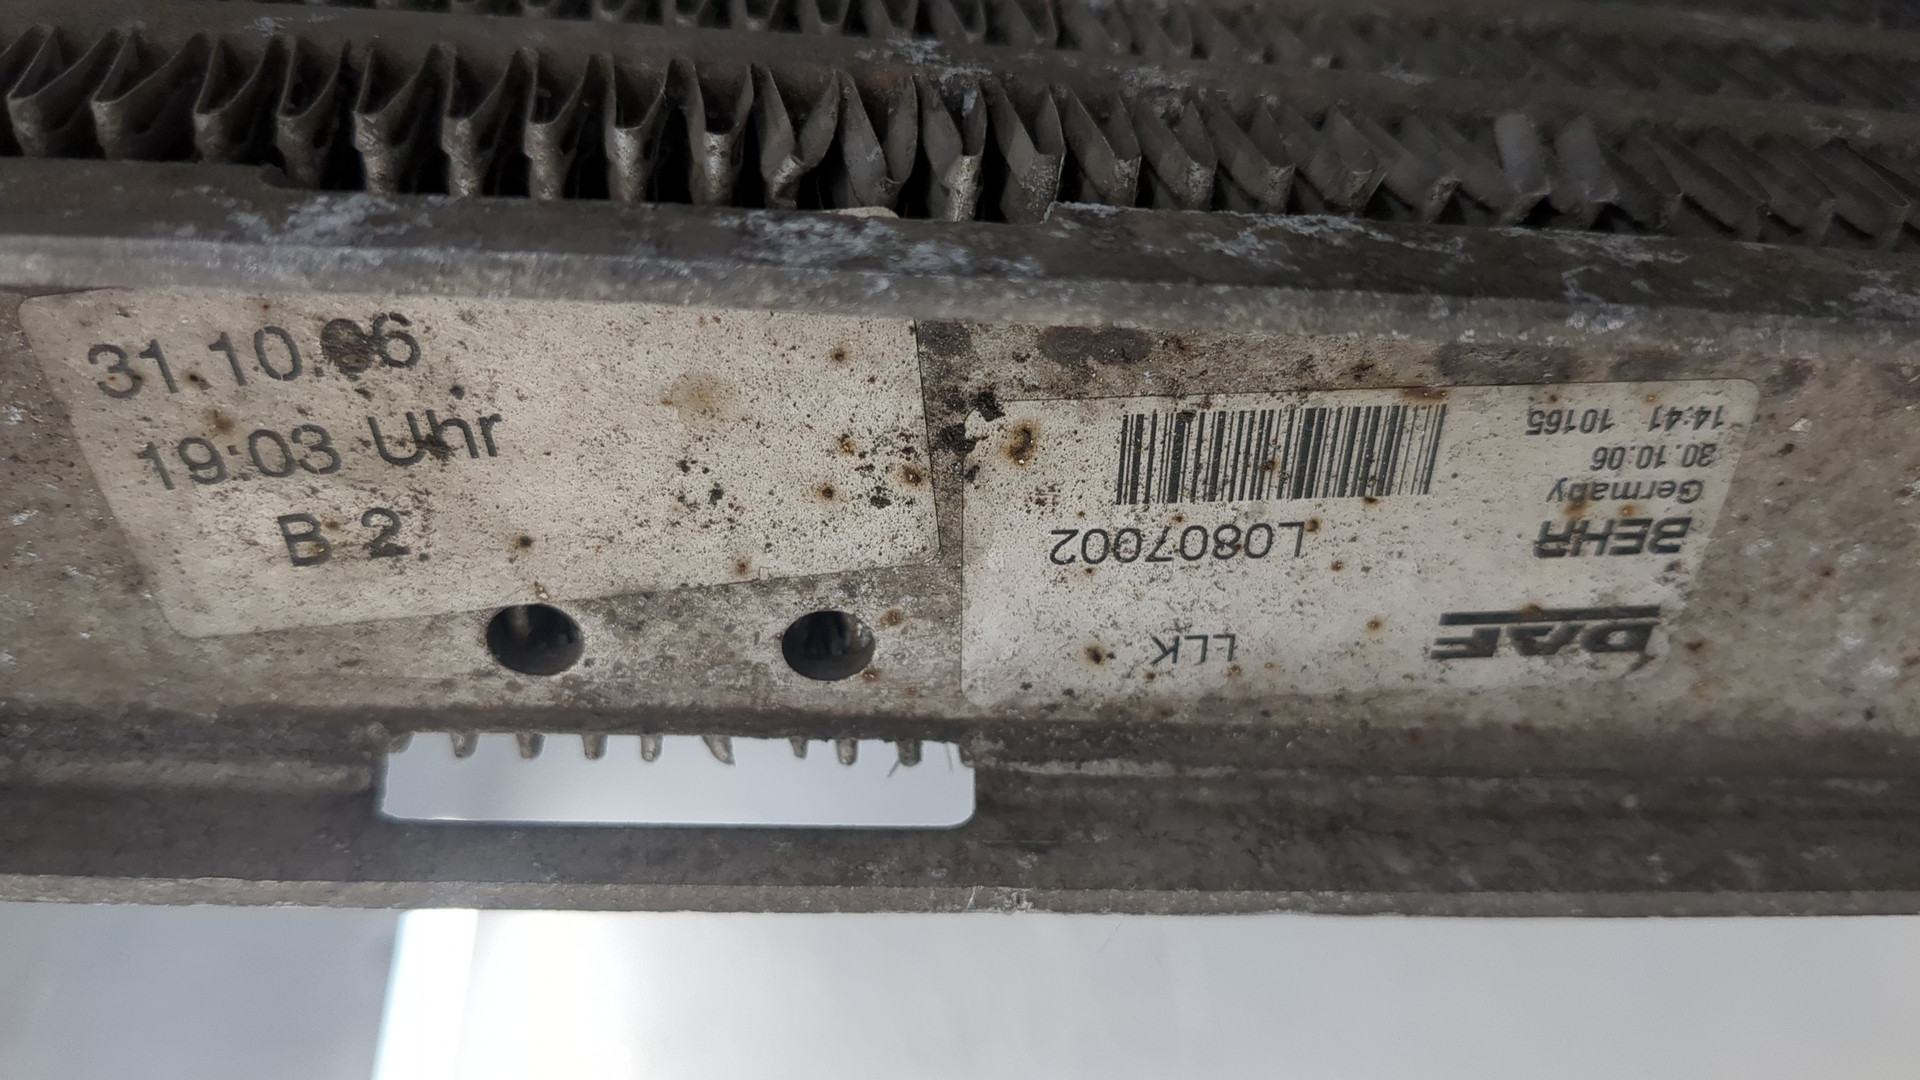 31.10.06
19:03 Uhr
B 2
DAF
LLK
BEHR
L0807002
Germany
30.10.06
14:41 10165